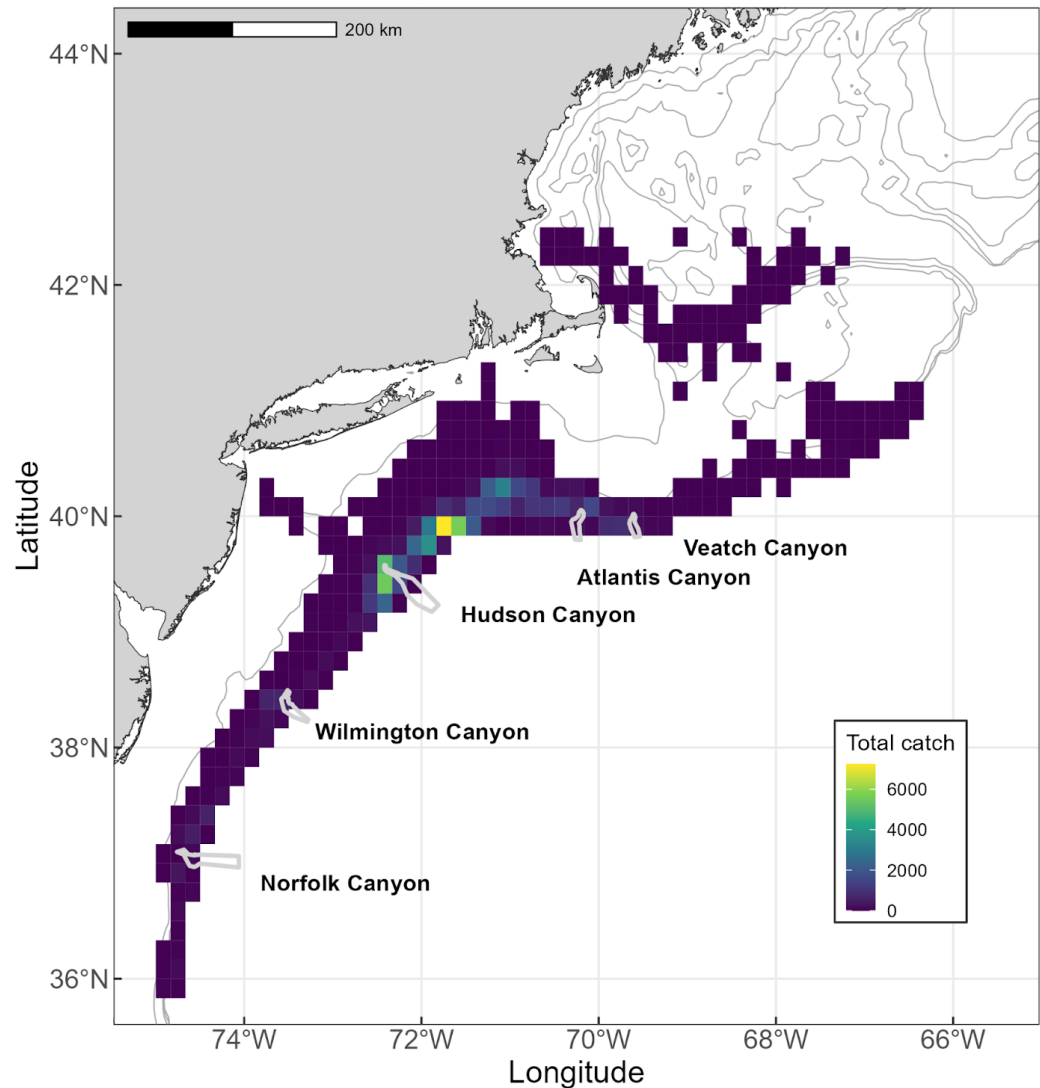 200 km
44°N
42°N
40°N
38°N
36°N
Latitude
Veatch Canyon
Atlantis Canyon
Hudson Canyon
Wilmington Canyon
Norfolk Canyon
Total catch
6000
4000
2000
0
74°W 72°W 70°W 68°W 66°W
Longitude